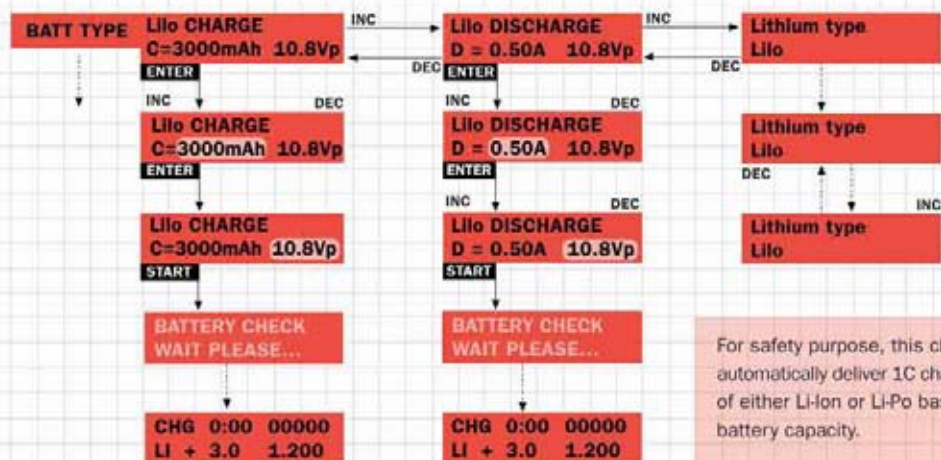 BATT TYPE
Lilo CHARGE
C=3000mAh 10.8Vp
ENTER
INC
DEC
Lilo DISCHARGE
D = 0.50A 10.8Vp
ENTER
INC
DEC
Lithium type
Lilo
INC
DEC
Lilo CHARGE
C=3000mAh 10.8Vp
ENTER
INC
DEC
Lilo DISCHARGE
D = 0.50A 10.8Vp
ENTER
Lithium type
Lilo
DEC
INC
Lilo CHARGE
C=3000mAh 10.8Vp
START
INC
DEC
Lilo DISCHARGE
D = 0.50A 10.8Vp
START
Lithium type
Lilo
BATTERY CHECK
WAIT PLEASE...
BATTERY CHECK
WAIT PLEASE...
For safety purpose, this
automatically deliver 1C
of either Li-Ion or Li-Po
battery capacity.
CHG 0:00 00000
LI + 3.0 1.200
CHG 0:00 00000
LI + 3.0 1.200